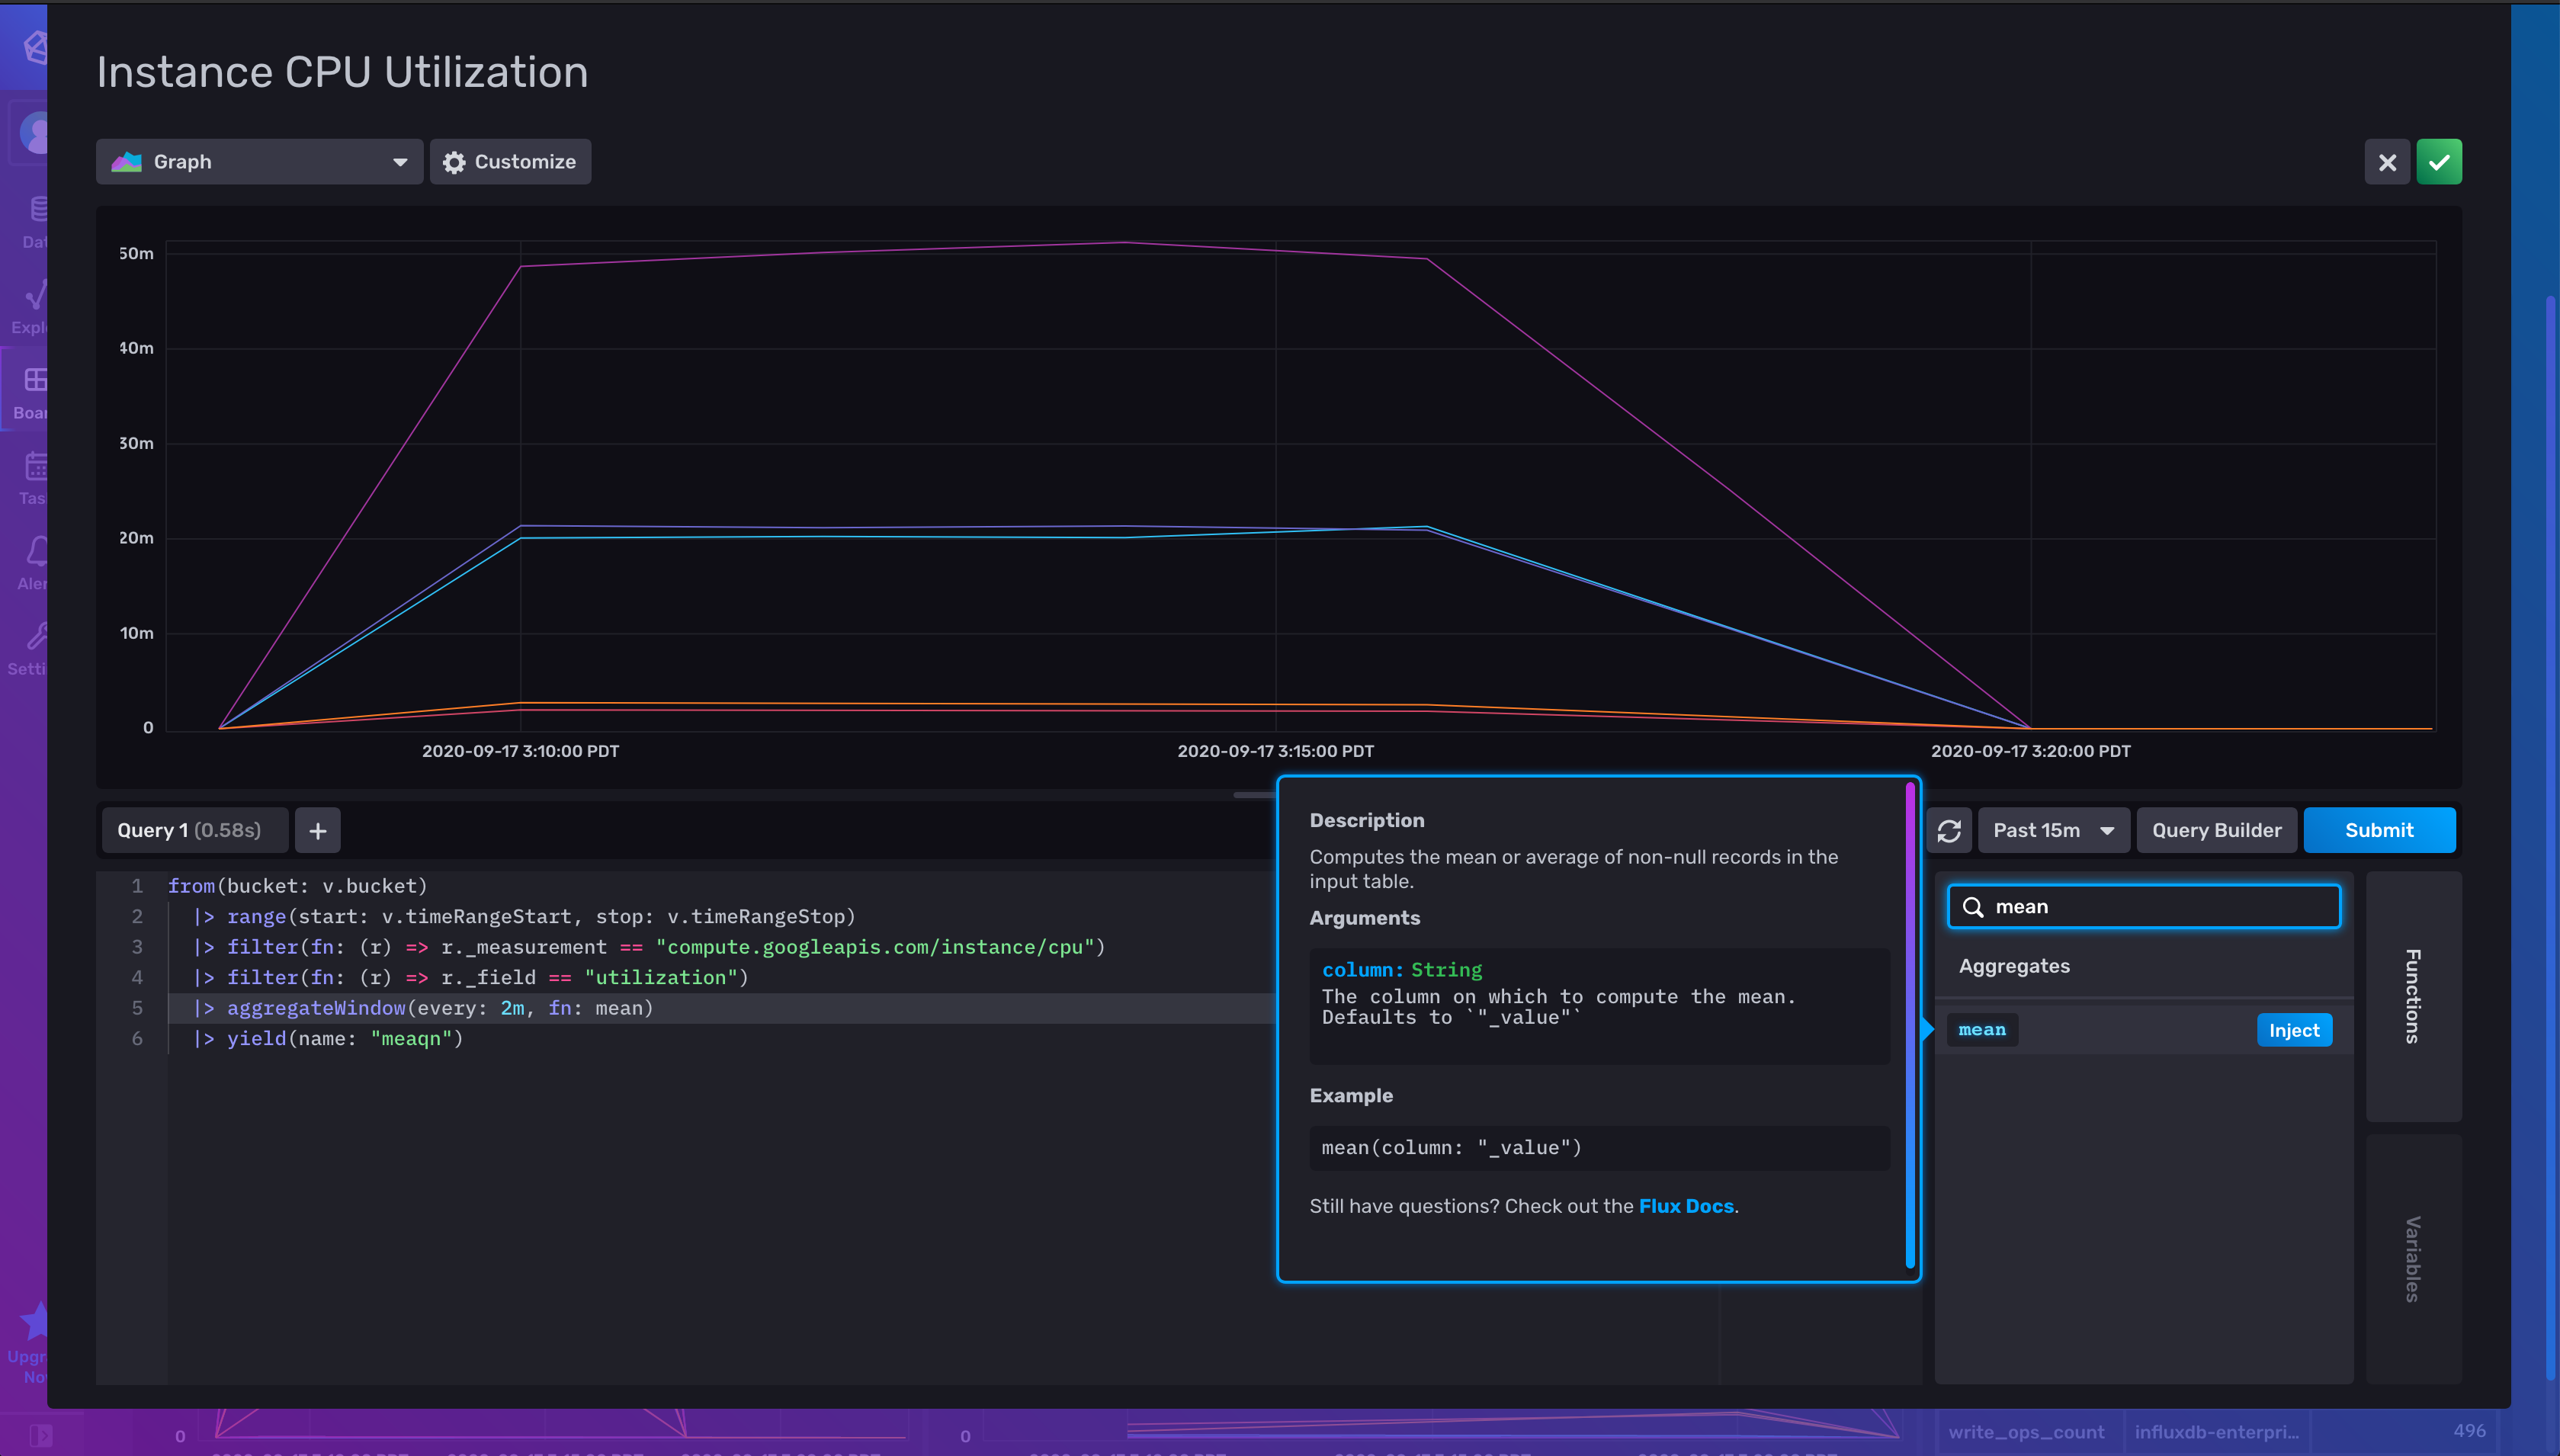 Instance CPU Utilization
Graph
Customize
50m
40m
30m
20m
10m
0
2020-09-17 3:10:00 PDT
2020-09-17 3:15:00 PDT
2020-09-17 3:20:00 PDT
Query 1 (0.58s)
Past 15m
Query Builder
Submit
1 from(bucket: v.bucket)
2 |> range(start: v.timeRangeStart, stop: v.timeRangeStop)
3 |> filter(fn: (r) => r._measurement == "compute.googleapis.com/instance/cpu")
4 |> filter(fn: (r) => r._field == "utilization")
5 |> aggregateWindow(every: 2m, fn: mean)
6 |> yield(name: "meaqn")
Description
Computes the mean or average of non-null records in the
input table.
Arguments
column: String
The column on which to compute the mean.
Defaults to `"_value"`
Example
mean(column: "_value")
Still have questions? Check out the Flux Docs.
mean
Aggregates
mean
Inject
Functions
Variables
Dat
Expl
Boar
Tas
Aler
Setti
Upgr
No
0
0
write_ops_count
influxdb-enterpri...
496